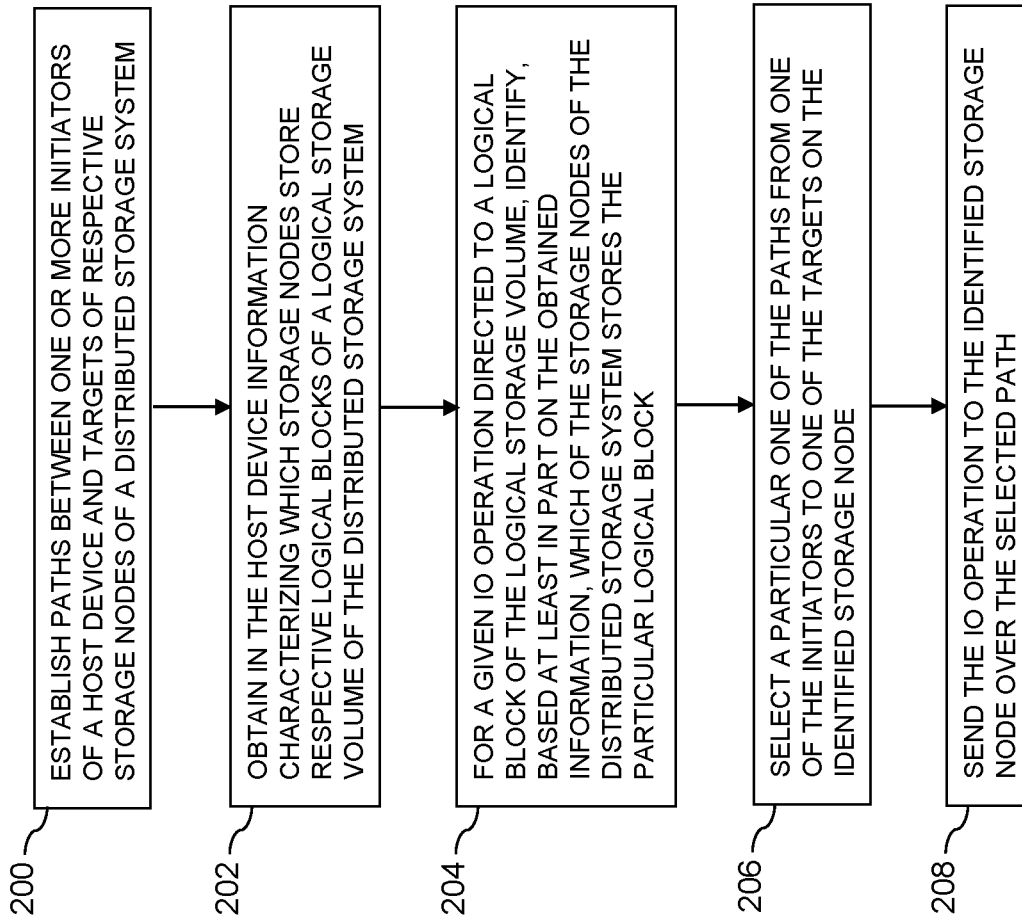 200
ESTABLISH PATHS BETWEEN ONE OR MORE INITIATORS
OF A HOST DEVICE AND TARGETS OF RESPECTIVE
STORAGE NODES OF A DISTRIBUTED STORAGE SYSTEM
202
OBTAIN IN THE HOST DEVICE INFORMATION
CHARACTERIZING WHICH STORAGE NODES STORE
RESPECTIVE LOGICAL BLOCKS OF A LOGICAL STORAGE
VOLUME OF THE DISTRIBUTED STORAGE SYSTEM
204
FOR A GIVEN IO OPERATION DIRECTED TO A LOGICAL
BLOCK OF THE LOGICAL STORAGE VOLUME, IDENTIFY,
BASED AT LEAST IN PART ON THE OBTAINED
INFORMATION, WHICH OF THE STORAGE NODES OF THE
DISTRIBUTED STORAGE SYSTEM STORES THE
PARTICULAR LOGICAL BLOCK
206
SELECT A PARTICULAR ONE OF THE PATHS FROM ONE
OF THE INITIATORS TO ONE OF THE TARGETS ON THE
IDENTIFIED STORAGE NODE
208
SEND THE IO OPERATION TO THE IDENTIFIED STORAGE
NODE OVER THE SELECTED PATH